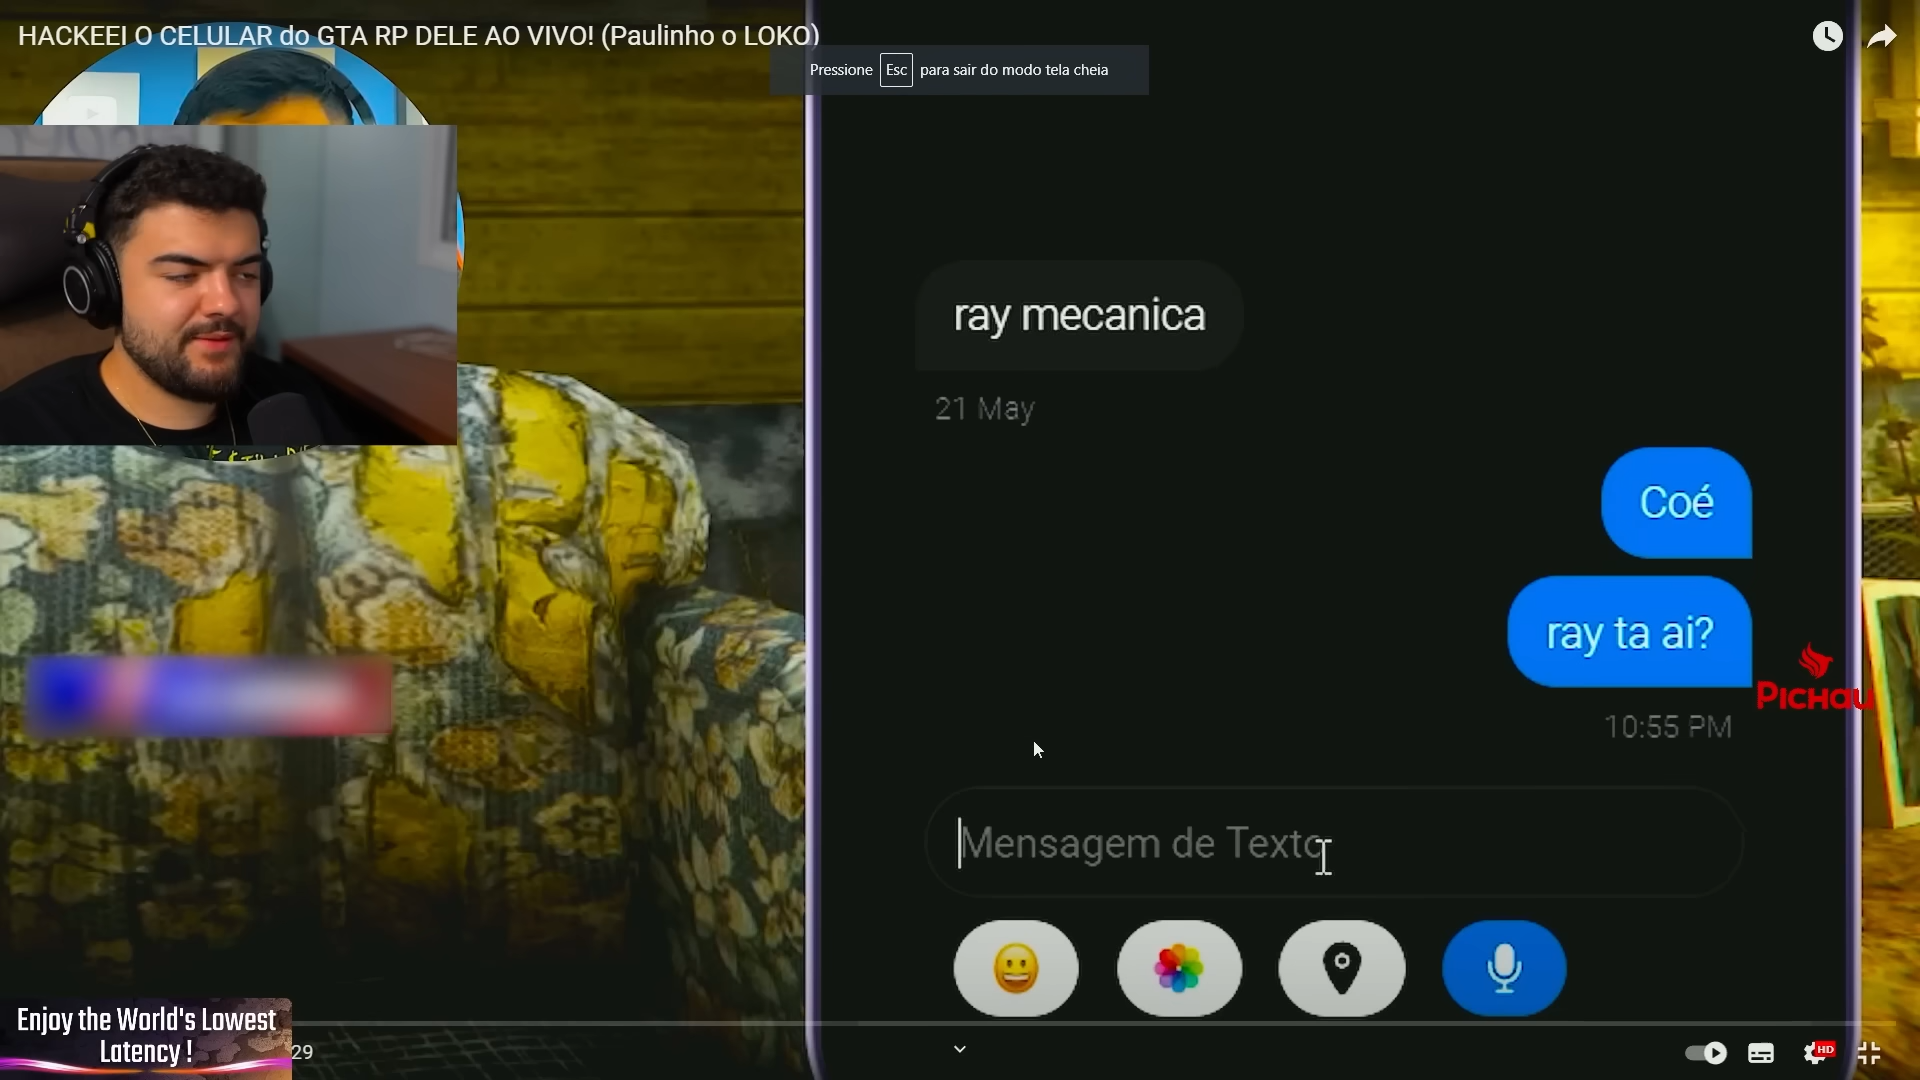 HACKEEI O CELULAR do GTA RP DELE AO VIVO! (Paulinho o LOKO)
Pressione Esc para sair do modo tela cheia
ray mecanica
21 May
Coé
ray ta ai?
PICHAU
10:55 PM
Mensagem de Texto
Enjoy the World's Lowest
Latency !
29
HD